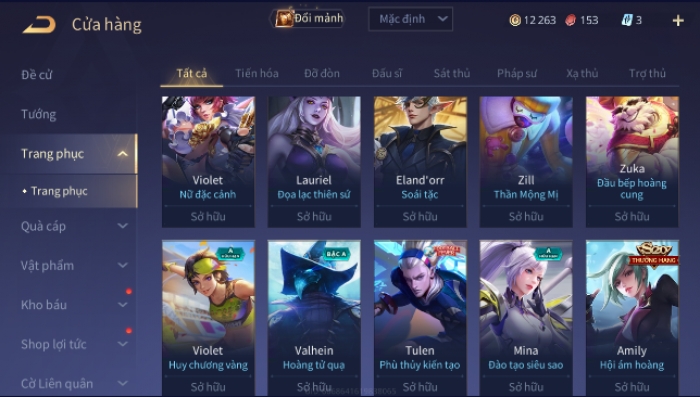 Cửa hàng
Đổi mảnh
Mặc định
12 263
153
3
Đề cử
Tướng
Trang phục
Trang phục
Quà cáp
Vật phẩm
Kho báu
Shop lợi tức
Cờ Liên quân
Tất cả Tiến hóa Đỡ đòn Đấu sĩ Sát thủ Pháp sư Xạ thủ Trợ thủ
Violet
Nữ đặc cảnh
Sở hữu
Lauriel
Đọa lạc thiên sứ
Sở hữu
Eland'orr
Soái tặc
Sở hữu
Zill
Thần Mộng Mị
Sở hữu
Zuka
Đầu bếp hoàng
cung
Sở hữu
Violet
Huy chương vàng
Sở hữu
BẬC A
Valhein
Hoàng tử quạ
Sở hữu
Tulen
Phù thủy kiến tạo
Sở hữu
Mina
Đào tạo siêu sao
Sở hữu
THƯỞNG HẠNG
Amily
Hội ám hoàng
Sở hữu